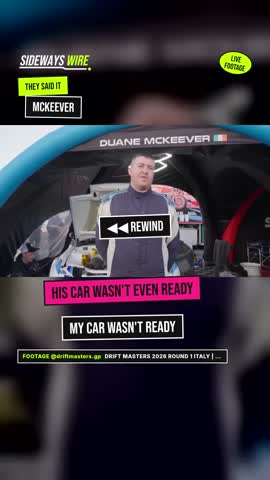 SIDEWAYS WIRE.
LIVE
FOOTAGE
THEY SAID IT
MCKEEVER
DUANE MCKEEVER
REWIND
HIS CAR WASN'T EVEN READY
MY CAR WASN'T READY
FOOTAGE @driftmasters.gp DRIFT MASTERS 2026 ROUND 1 ITALY | ...